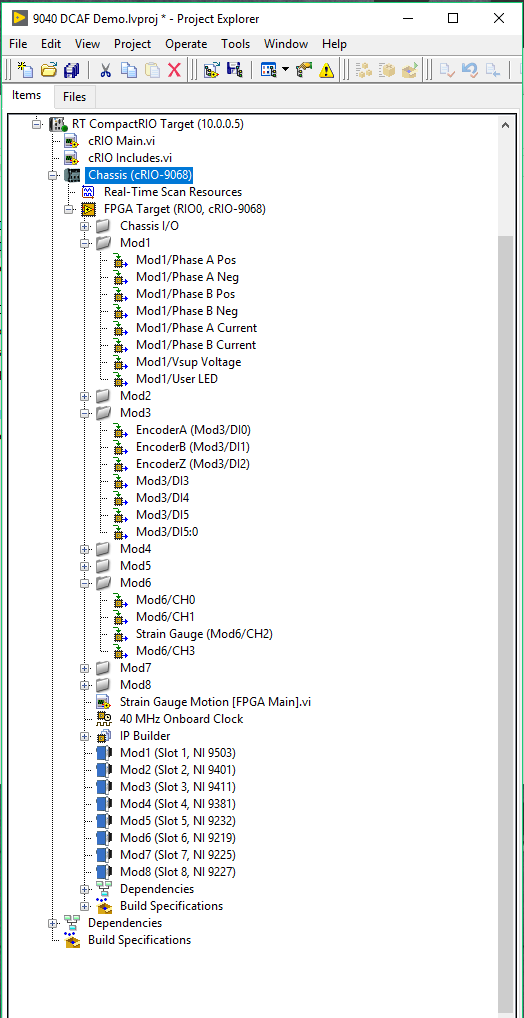 9040 DCAF Demo.lvproj * - Project Explorer
File Edit View Project Operate Tools Window Help
Items Files
RT CompactRIO Target (10.0.0.5)
cRIO Main.vi
cRIO Includes.vi
Chassis (cRIO-9068)
Real-Time Scan Resources
FPGA Target (RIO0, cRIO-9068)
Chassis I/O
Mod1
Mod1/Phase A Pos
Mod1/Phase A Neg
Mod1/Phase B Pos
Mod1/Phase B Neg
Mod1/Phase A Current
Mod1/Phase B Current
Mod1/Vsup Voltage
Mod1/User LED
Mod2
Mod3
EncoderA (Mod3/DI0)
EncoderB (Mod3/DI1)
EncoderZ (Mod3/DI2)
Mod3/DI3
Mod3/DI4
Mod3/DI5
Mod3/DI5:0
Mod4
Mod5
Mod6
Mod6/CH0
Mod6/CH1
Strain Gauge (Mod6/CH2)
Mod6/CH3
Mod7
Mod8
Strain Gauge Motion [FPGA Main].vi
40 MHz Onboard Clock
IP Builder
Mod1 (Slot 1, NI 9503)
Mod2 (Slot 2, NI 9401)
Mod3 (Slot 3, NI 9411)
Mod4 (Slot 4, NI 9381)
Mod5 (Slot 5, NI 9232)
Mod6 (Slot 6, NI 9219)
Mod7 (Slot 7, NI 9225)
Mod8 (Slot 8, NI 9227)
Dependencies
Build Specifications
Dependencies
Build Specifications